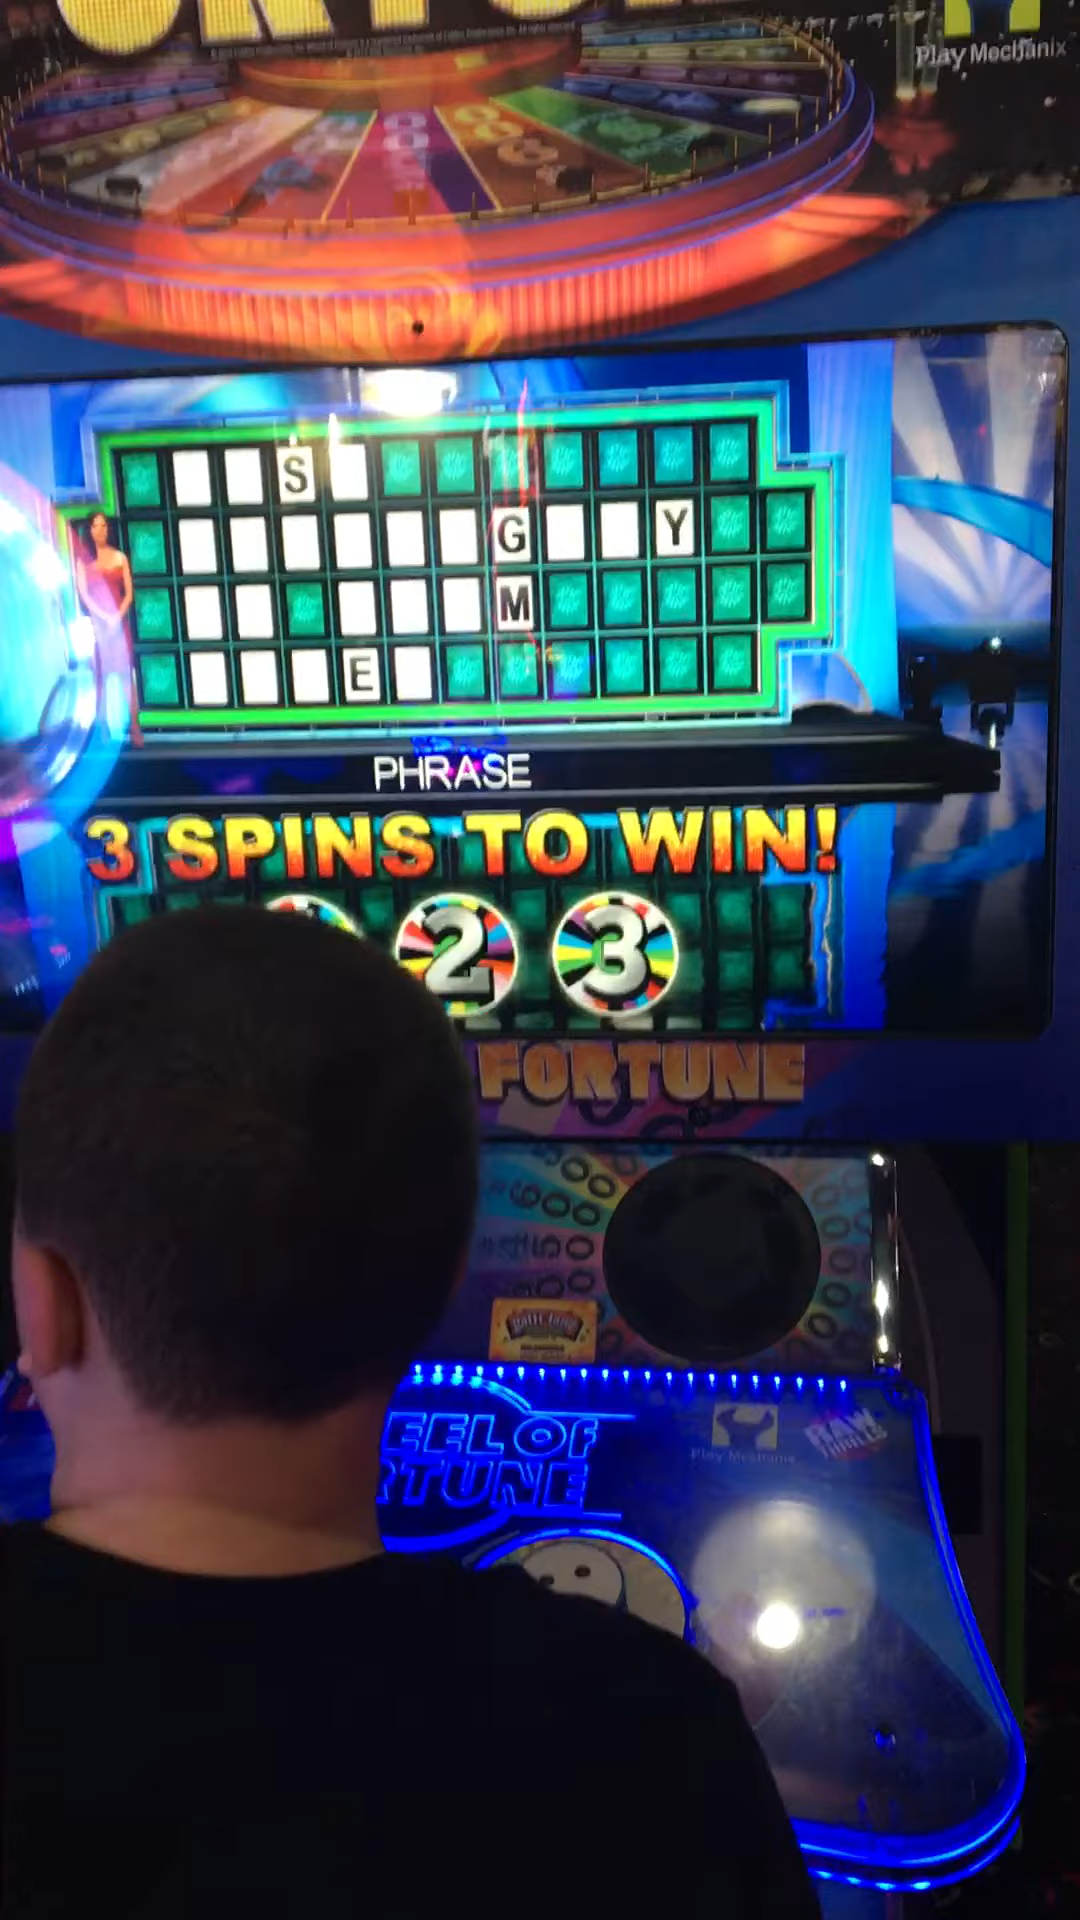 Play Mechanix
S
G Y
M
E
PHRASE
3 SPINS TO WIN!
2 3
FORTUNE
EEL OF
RTUNE
Play Mechanix
RAW
THRILLS